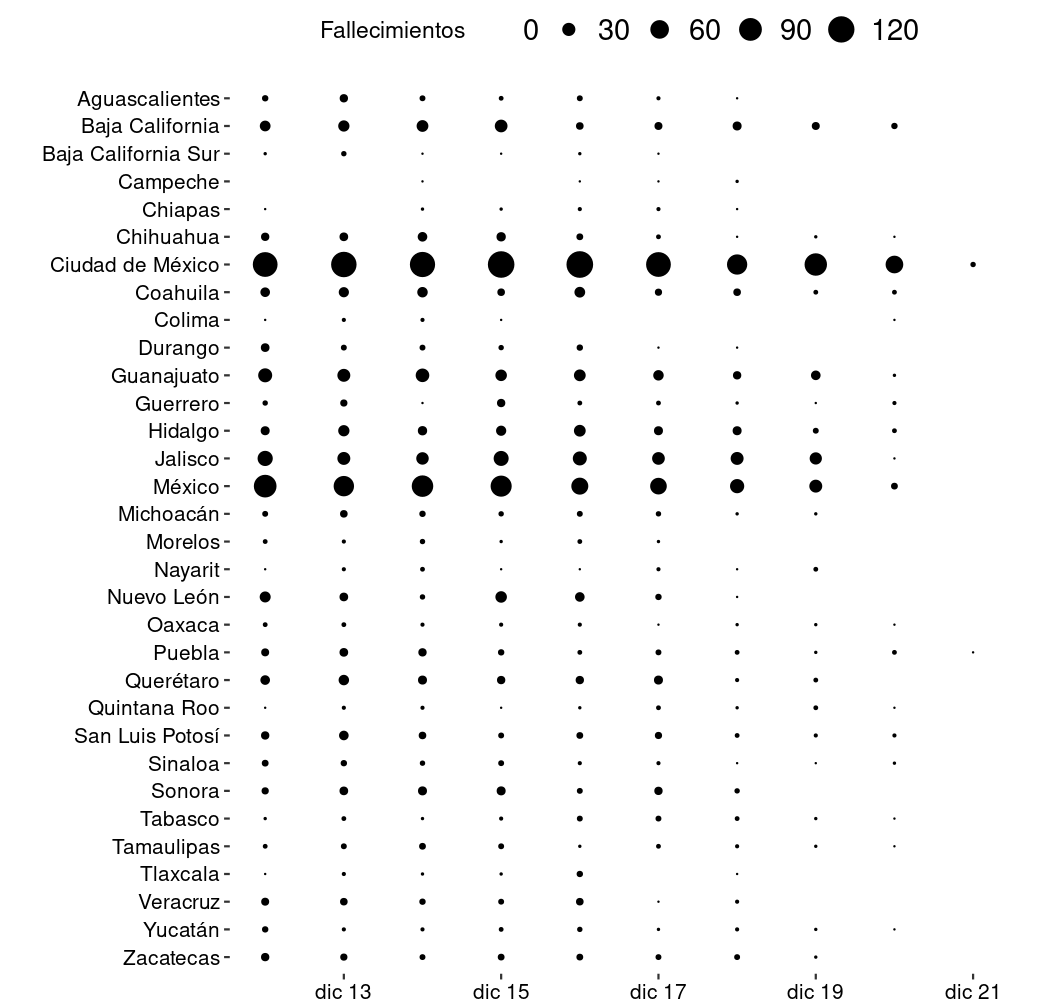 Fallecimientos 0 30 60 90 120
Aguascalientes
Baja California
Baja California Sur
Campeche
Chiapas
Chihuahua
Ciudad de México
Coahuila
Colima
Durango
Guanajuato
Guerrero
Hidalgo
Jalisco
México
Michoacán
Morelos
Nayarit
Nuevo León
Oaxaca
Puebla
Querétaro
Quintana Roo
San Luis Potosí
Sinaloa
Sonora
Tabasco
Tamaulipas
Tlaxcala
Veracruz
Yucatán
Zacatecas
dic 13 dic 15 dic 17 dic 19 dic 21